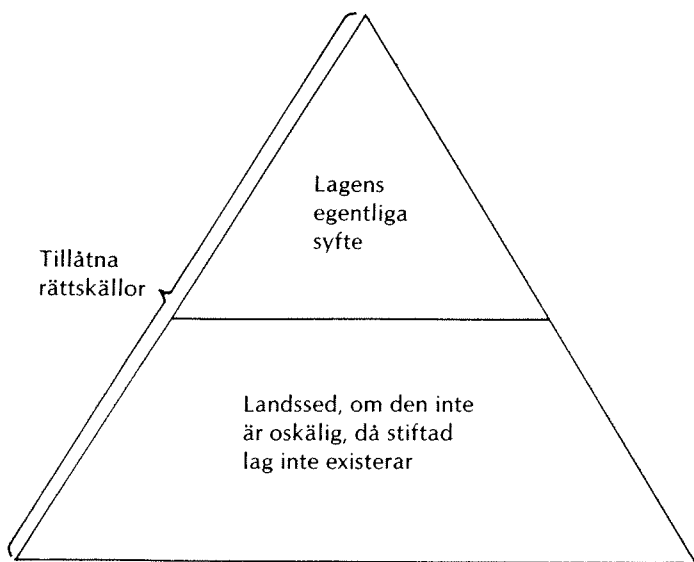 Lagens
egentliga
syfte
Tillåtna
rättskällor
Landssed, om den inte
är oskälig, då stiftad
lag inte existerar